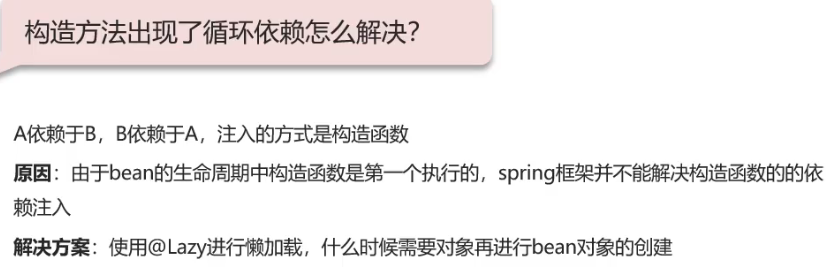 构造方法出现了循环依赖怎么解决？
A依赖于B，B依赖于A，注入的方式是构造函数
原因：由于bean的生命周期中构造函数是第一个执行的，spring框架并不能解决构造函数的的依
赖注入
解决方案：使用@Lazy进行懒加载，什么时候需要对象再进行bean对象的创建